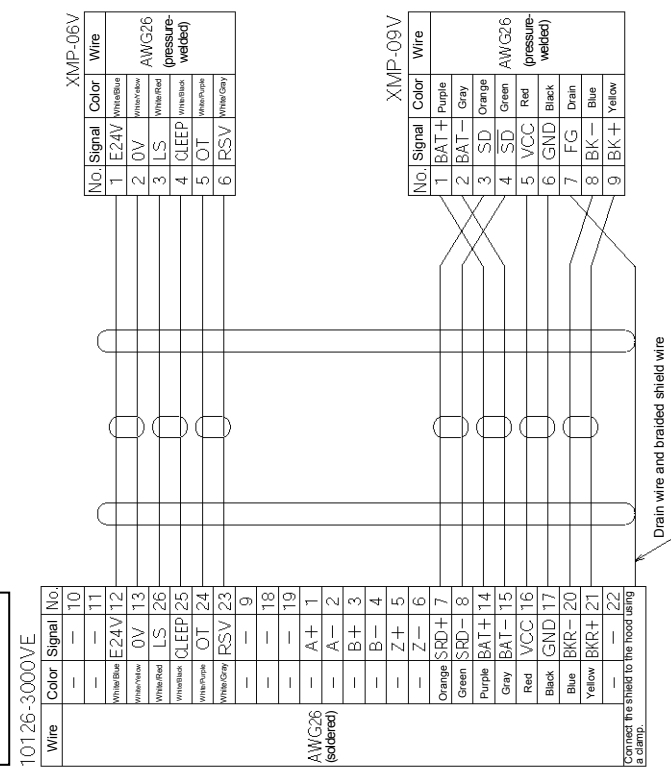 10126-3000VE
Wire Color Signal No.
AWG26
(soldered)
— — 10
— — 11
White/Blue E24V 12
White/Yellow 0V 13
White/Red LS 26
White/Black CLEEP 25
White/Purple OT 24
White/Gray RSV 23
— — 9
— — 18
— — 19
— A+ 1
— A− 2
— B+ 3
— B− 4
— Z+ 5
— Z− 6
Orange SRD+ 7
Green SRD− 8
Purple BAT+ 14
Gray BAT− 15
Red VCC 16
Black GND 17
Blue BKR− 20
Yellow BKR+ 21
— — 22
Connect the shield to the hood using
a clamp.
Drain wire and braided shield wire
XMP-06V
No. Signal Color Wire
1 E24V White/Blue
2 0V White/Yellow
3 LS White/Red
4 CLEEP White/Black
5 OT White/Purple
6 RSV White/Gray
AWG26
(pressure-
welded)
XMP-09V
No. Signal Color Wire
1 BAT+ Purple
2 BAT− Gray
3 SD Orange
4 S̅D̅ Green
5 VCC Red
6 GND Black
7 FG Drain
8 BK− Blue
9 BK+ Yellow
AWG26
(pressure-
welded)